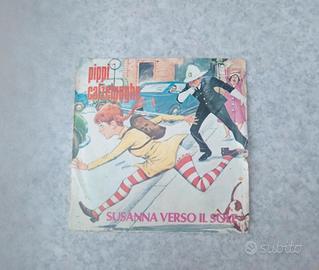 pippi
calzelunghe
SUSANNA VERSO IL SOLE
subito